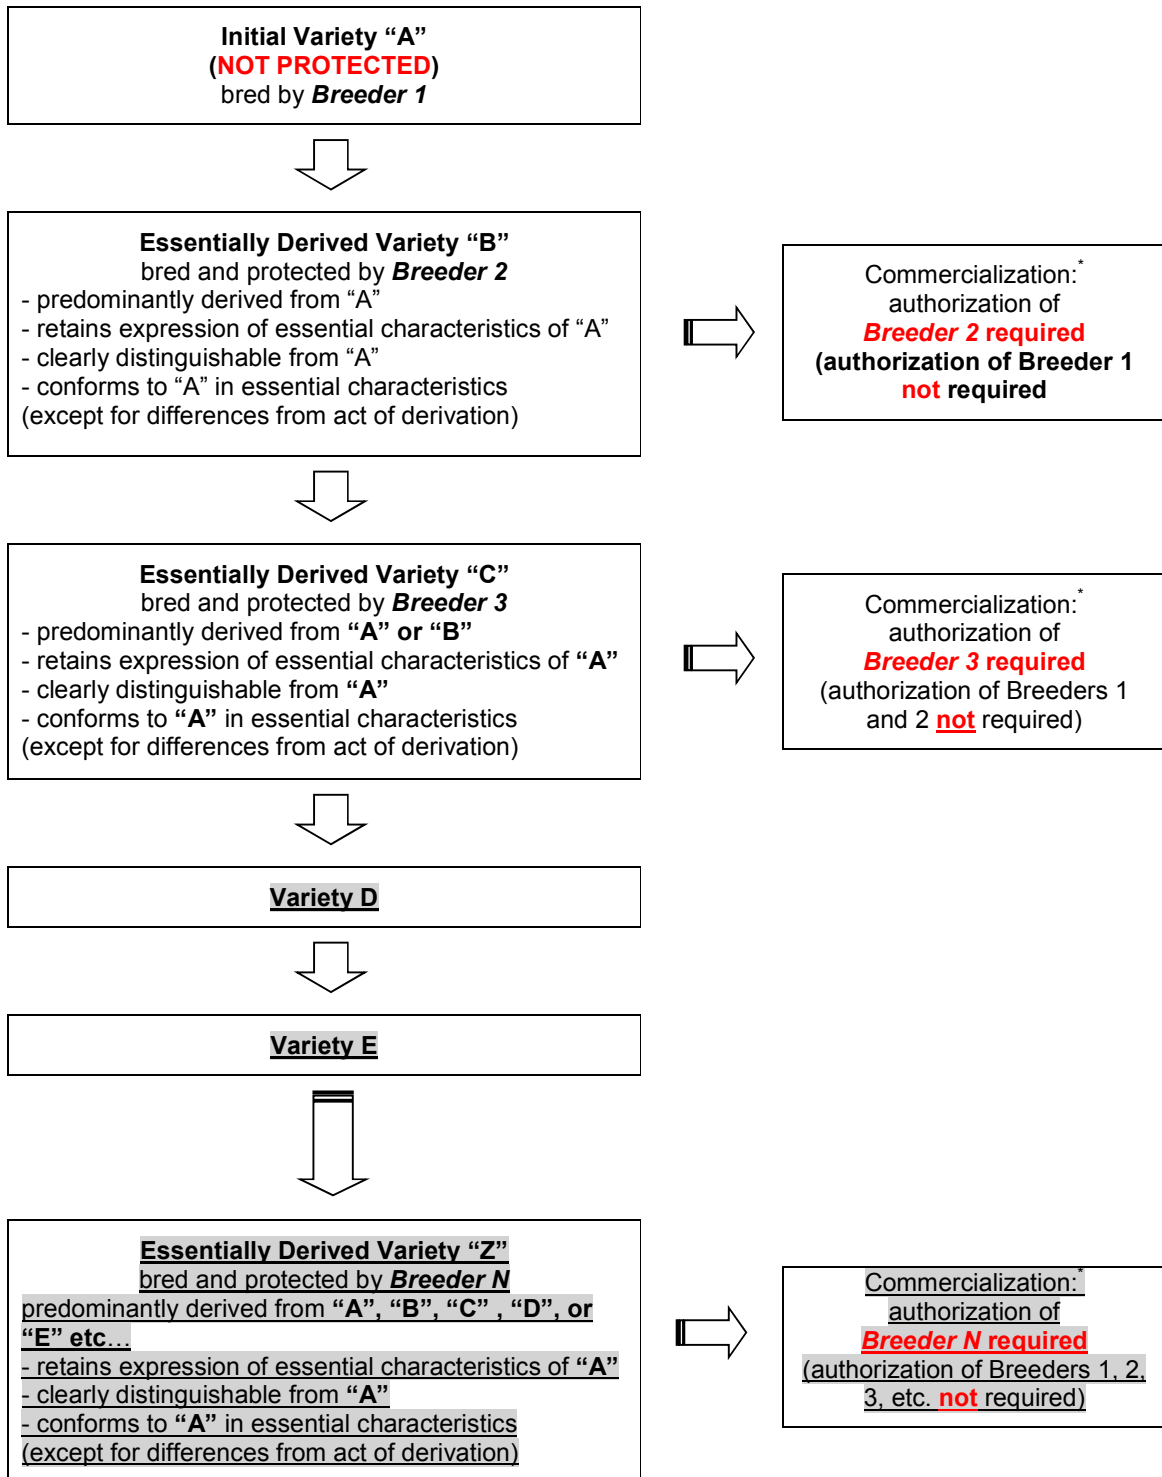 Initial Variety “A”
(NOT PROTECTED)
bred by Breeder 1
Essentially Derived Variety “B”
bred and protected by Breeder 2
- predominantly derived from “A”
- retains expression of essential characteristics of “A”
- clearly distinguishable from “A”
- conforms to “A” in essential characteristics
(except for differences from act of derivation)
Commercialization:*
authorization of
Breeder 2 required
(authorization of Breeder 1
not required
Essentially Derived Variety “C”
bred and protected by Breeder 3
- predominantly derived from “A” or “B”
- retains expression of essential characteristics of “A”
- clearly distinguishable from “A”
- conforms to “A” in essential characteristics
(except for differences from act of derivation)
Commercialization:*
authorization of
Breeder 3 required
(authorization of Breeders 1
and 2 not required)
Variety D
Variety E
Essentially Derived Variety “Z”
bred and protected by Breeder N
predominantly derived from “A”, “B”, “C” , “D”, or
“E” etc…
- retains expression of essential characteristics of “A”
- clearly distinguishable from “A”
- conforms to “A” in essential characteristics
(except for differences from act of derivation)
Commercialization:*
authorization of
Breeder N required
(authorization of Breeders 1, 2,
3, etc. not required)